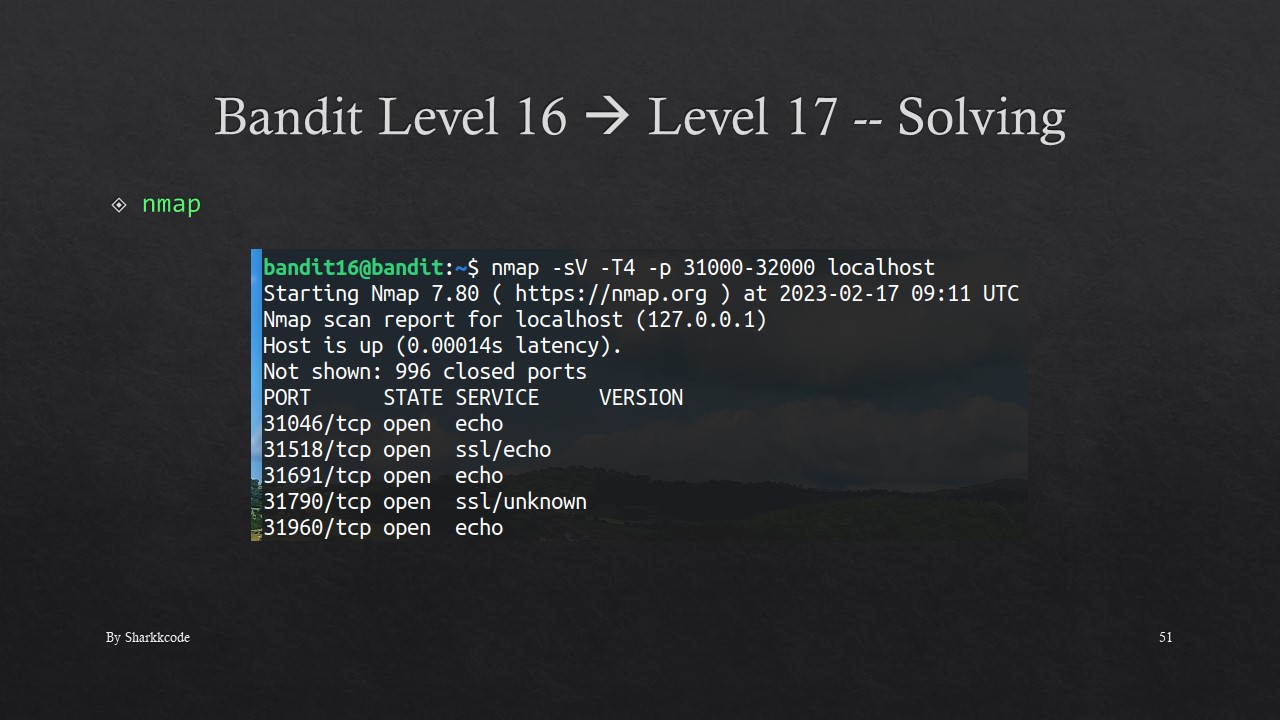 Bandit Level 16 → Level 17 -- Solving
nmap
bandit16@bandit:~$ nmap -sV -T4 -p 31000-32000 localhost
Starting Nmap 7.80 ( https://nmap.org ) at 2023-02-17 09:11 UTC
Nmap scan report for localhost (127.0.0.1)
Host is up (0.00014s latency).
Not shown: 996 closed ports
PORT      STATE SERVICE     VERSION
31046/tcp open  echo
31518/tcp open  ssl/echo
31691/tcp open  echo
31790/tcp open  ssl/unknown
31960/tcp open  echo
By Sharkkcode
51